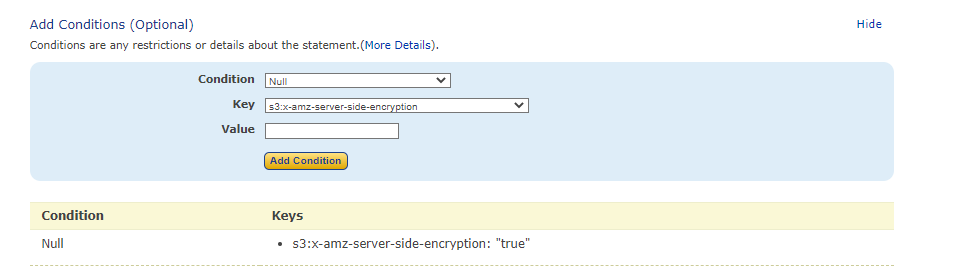 Add Conditions (Optional) Hide
Conditions are any restrictions or details about the statement.(More Details).
Condition Null
Key s3:x-amz-server-side-encryption
Value
Add Condition
Condition Keys
Null • s3:x-amz-server-side-encryption: "true"